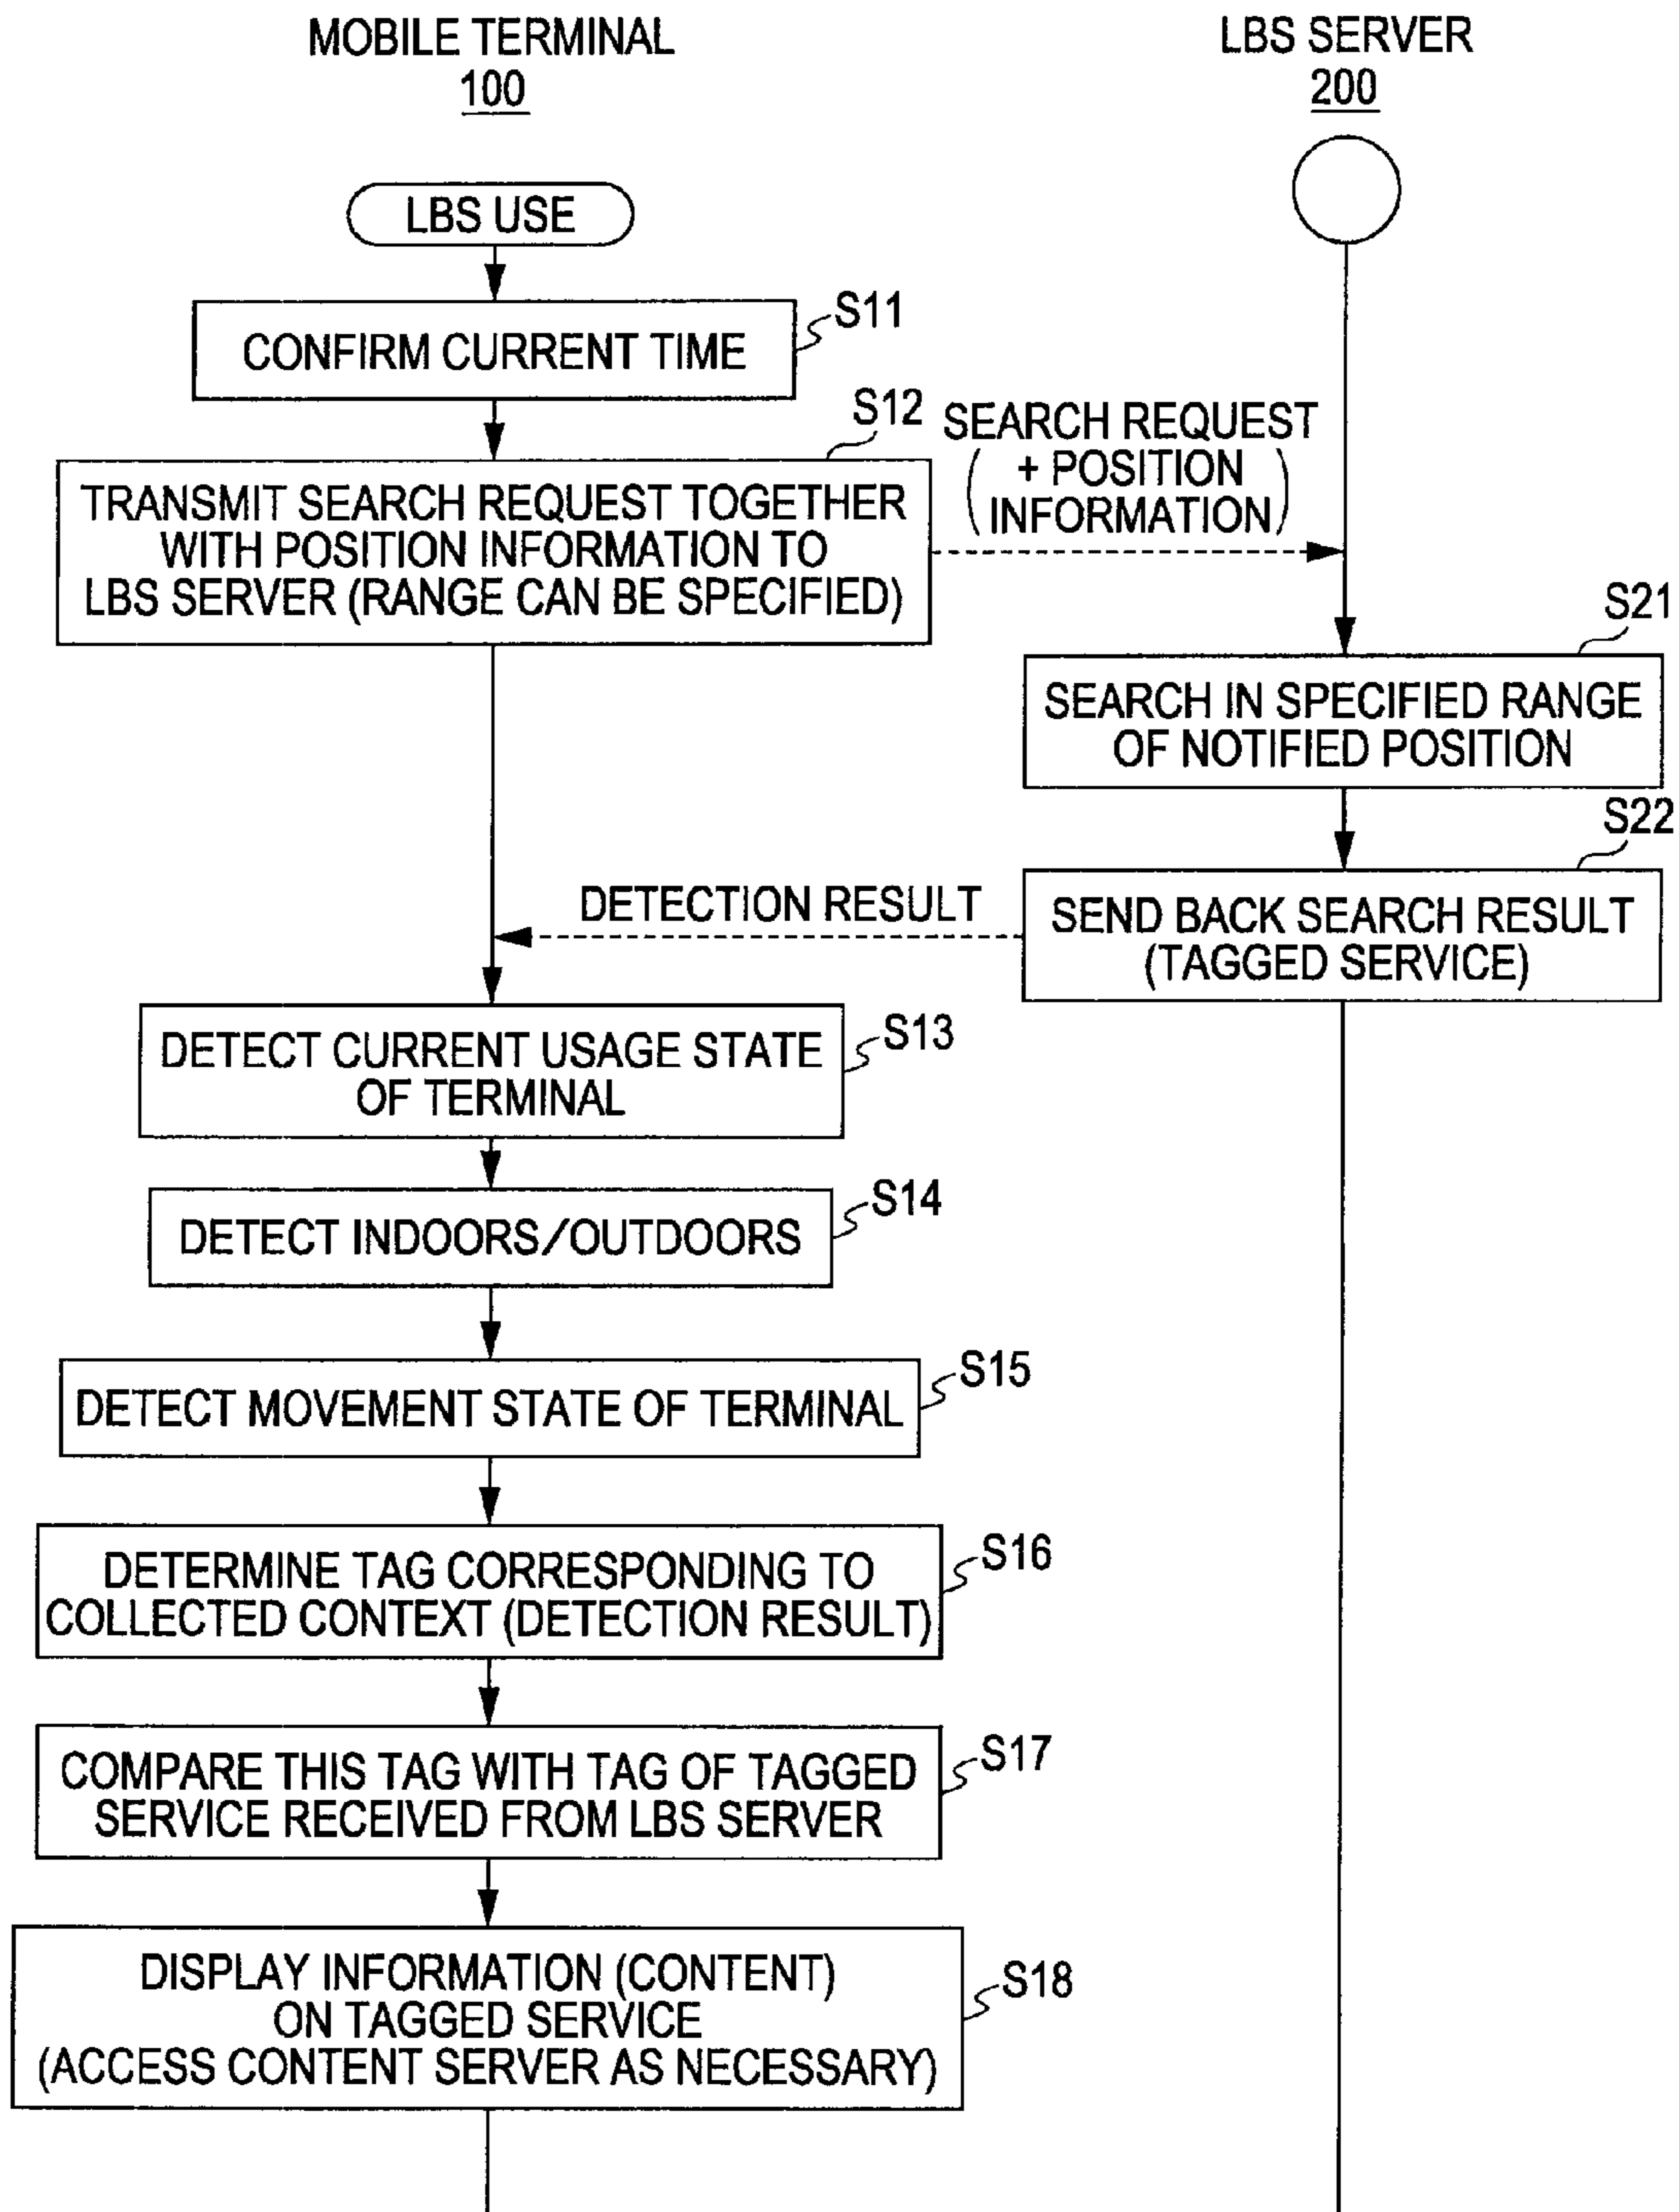 MOBILE TERMINAL
100
LBS SERVER
200
LBS USE
S11
CONFIRM CURRENT TIME
S12
TRANSMIT SEARCH REQUEST TOGETHER
WITH POSITION INFORMATION TO
LBS SERVER (RANGE CAN BE SPECIFIED)
SEARCH REQUEST
( + POSITION
INFORMATION )
S21
SEARCH IN SPECIFIED RANGE
OF NOTIFIED POSITION
S22
SEND BACK SEARCH RESULT
(TAGGED SERVICE)
DETECTION RESULT
S13
DETECT CURRENT USAGE STATE
OF TERMINAL
S14
DETECT INDOORS/OUTDOORS
S15
DETECT MOVEMENT STATE OF TERMINAL
S16
DETERMINE TAG CORRESPONDING TO
COLLECTED CONTEXT (DETECTION RESULT)
S17
COMPARE THIS TAG WITH TAG OF TAGGED
SERVICE RECEIVED FROM LBS SERVER
S18
DISPLAY INFORMATION (CONTENT)
ON TAGGED SERVICE
(ACCESS CONTENT SERVER AS NECESSARY)